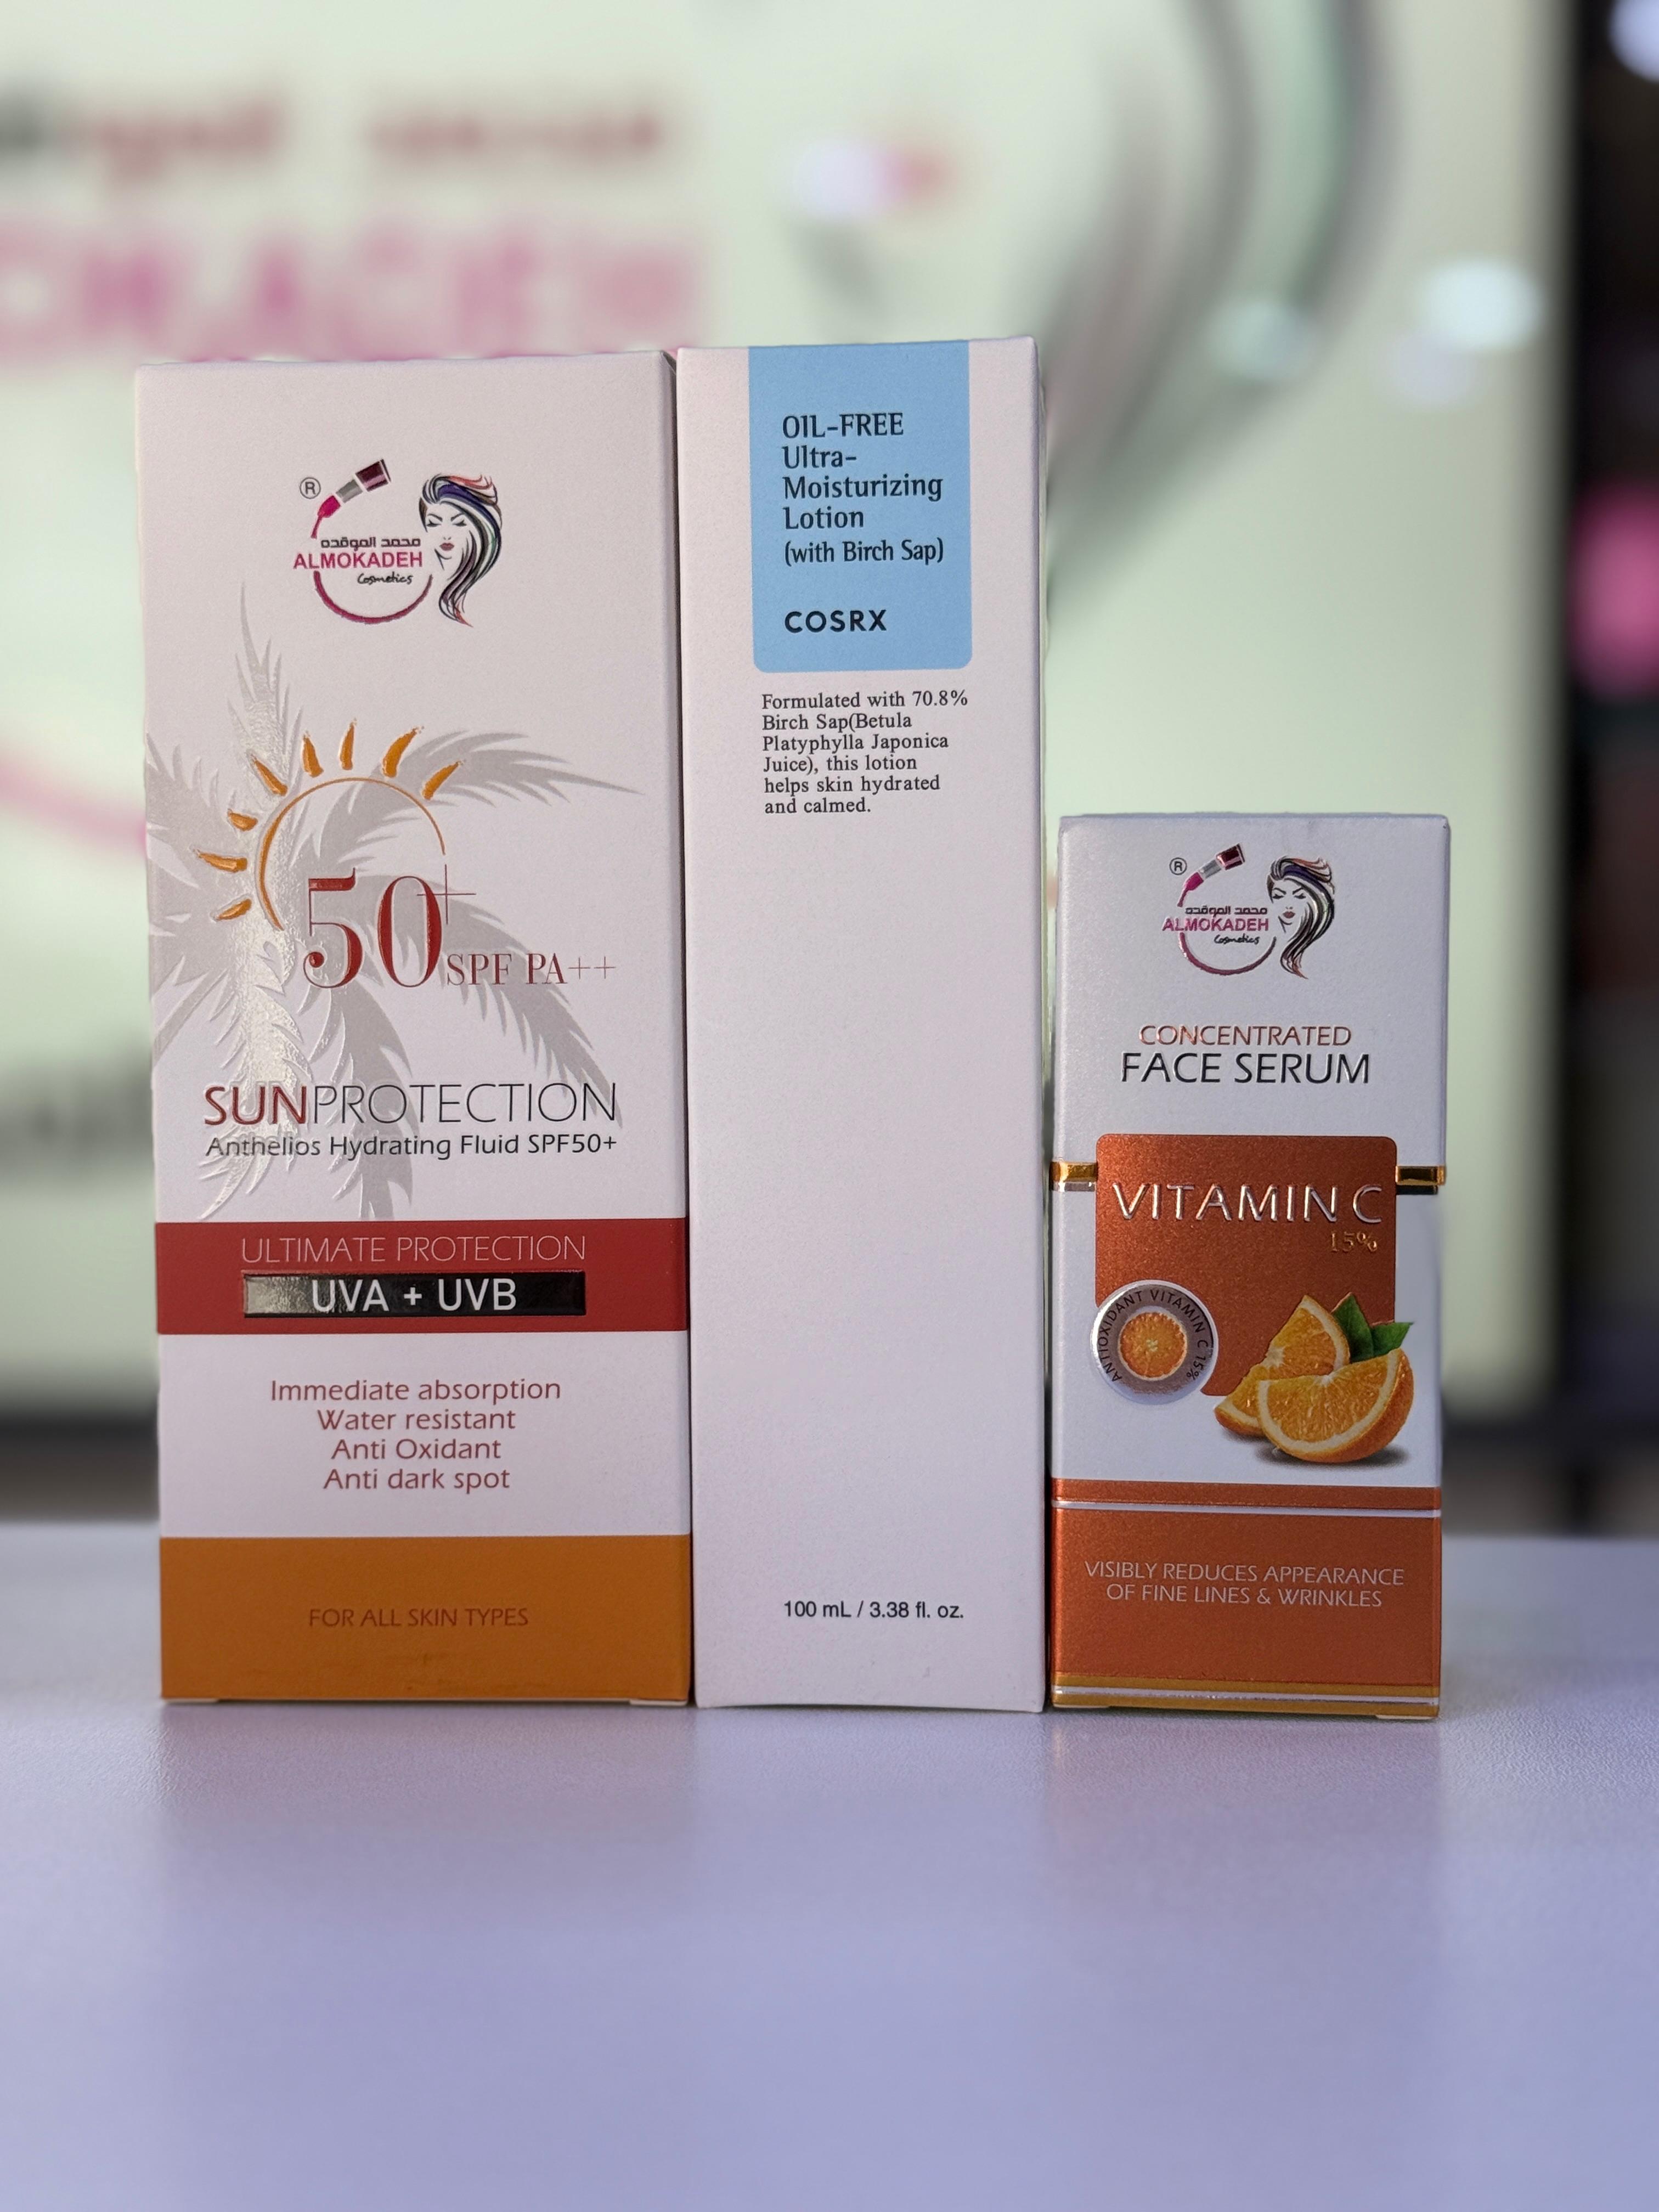 ®
محمد الموقده
ALMOKADEH
Cosmetics
50+
SPF PA++
SUNPROTECTION
Anthelios Hydrating Fluid SPF50+
ULTIMATE PROTECTION
UVA + UVB
Immediate absorption
Water resistant
Anti Oxidant
Anti dark spot
FOR ALL SKIN TYPES
OIL-FREE
Ultra-
Moisturizing
Lotion
(with Birch Sap)
COSRX
Formulated with 70.8%
Birch Sap(Betula
Platyphylla Japonica
Juice), this lotion
helps skin hydrated
and calmed.
100 mL / 3.38 fl. oz.
®
محمد الموقده
ALMOKADEH
Cosmetics
CONCENTRATED
FACE SERUM
VITAMIN C
15%
ANTIOXIDANT VITAMIN C 15%
VISIBLY REDUCES APPEARANCE
OF FINE LINES & WRINKLES